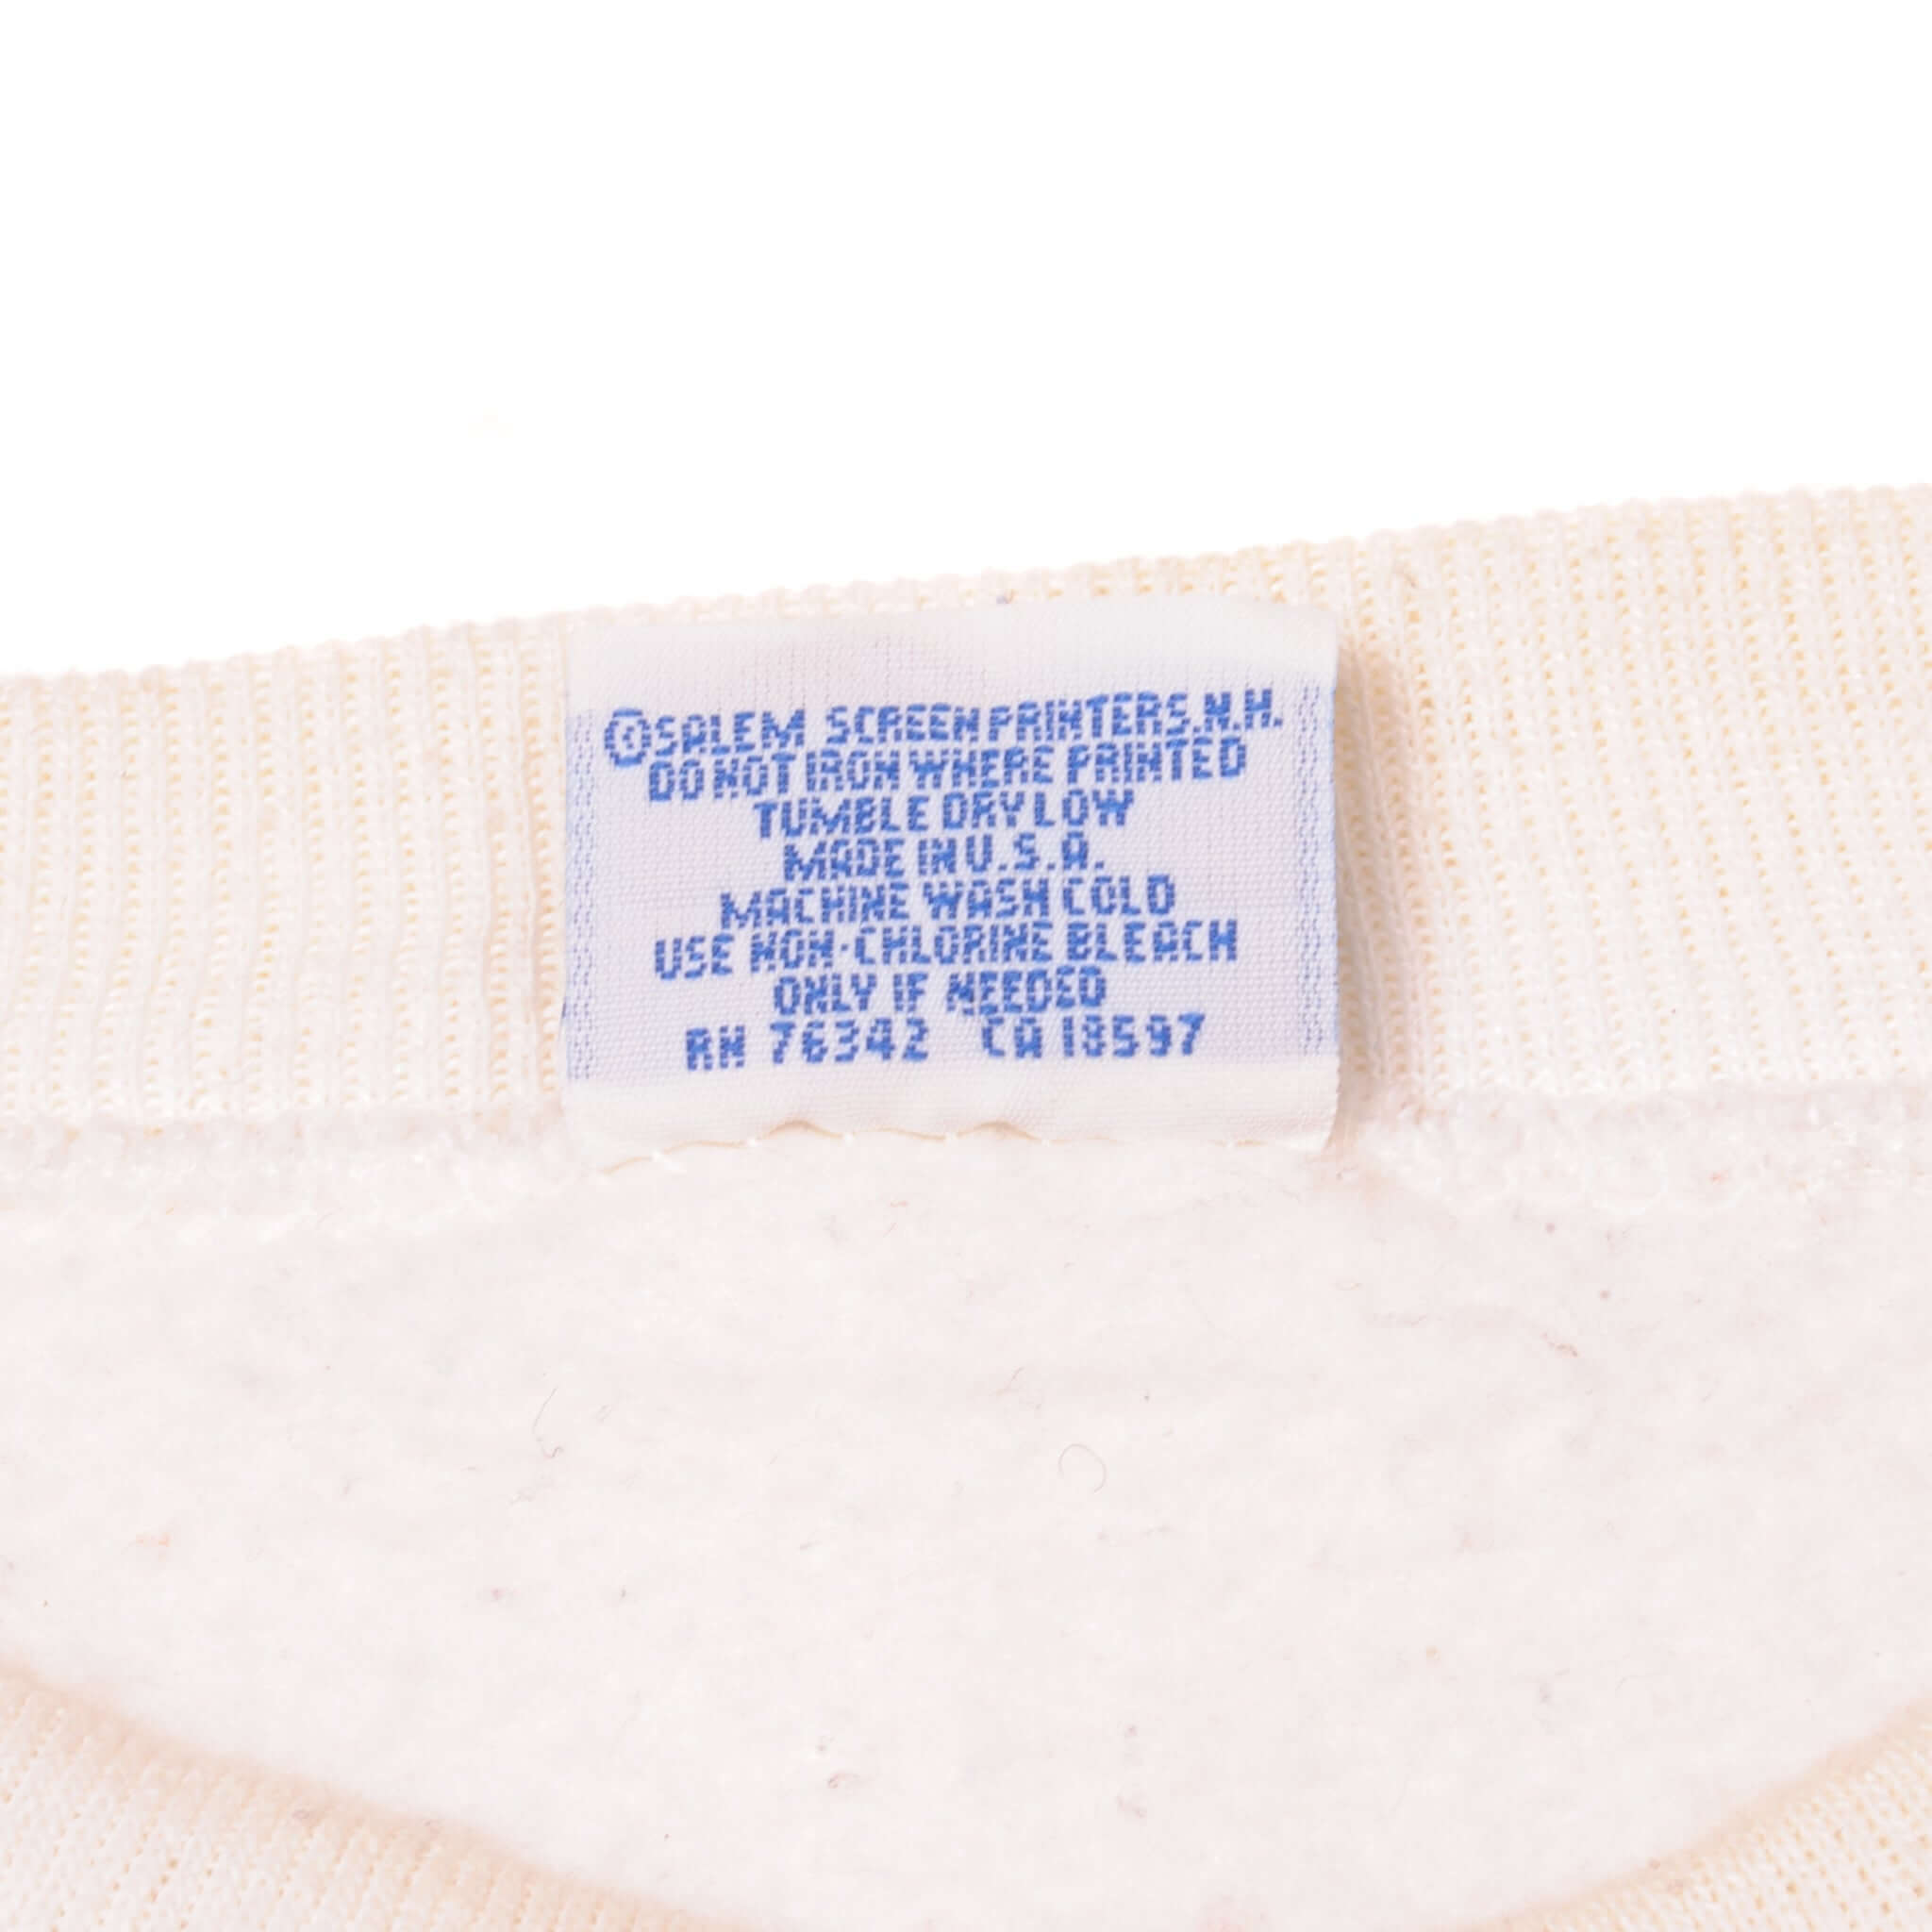 ©SALEM SCREEN PRINTERS.N.H.
DO NOT IRON WHERE PRINTED
TUMBLE DRY LOW
MADE IN U.S.A.
MACHINE WASH COLD
USE NON-CHLORINE BLEACH
ONLY IF NEEDED
RN 76342 CA 18597